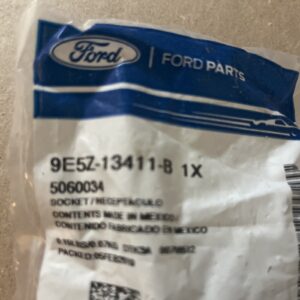 Ford
FORD PARTS
9E5Z-13411-B 1X
5060034
SOCKET/RECEPTACULO
CONTENTS MADE IN MEXICO
CONTENIDO FABRICADO EN MEXICO